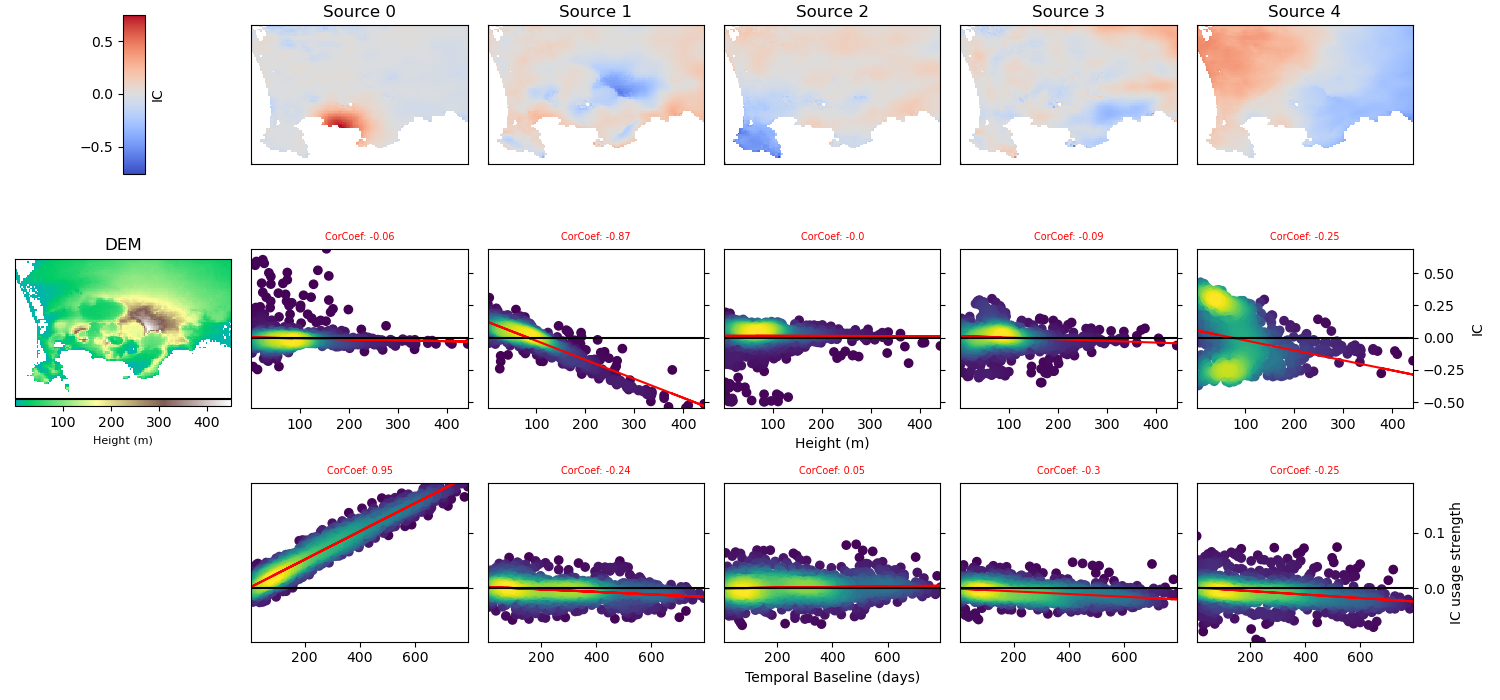 Source 0
Source 1
Source 2
Source 3
Source 4
0.5
0.0
−0.5
IC
DEM
100
200
300
400
Height (m)
CorCoef: -0.06
CorCoef: -0.87
CorCoef: -0.0
CorCoef: -0.09
CorCoef: -0.25
0.50
0.25
0.00
−0.25
−0.50
IC
100 200 300 400
100 200 300 400
100 200 300 400
100 200 300 400
100 200 300 400
Height (m)
CorCoef: 0.95
CorCoef: -0.24
CorCoef: 0.05
CorCoef: -0.3
CorCoef: -0.25
0.1
0.0
IC usage strength
200 400 600
200 400 600
200 400 600
200 400 600
200 400 600
Temporal Baseline (days)